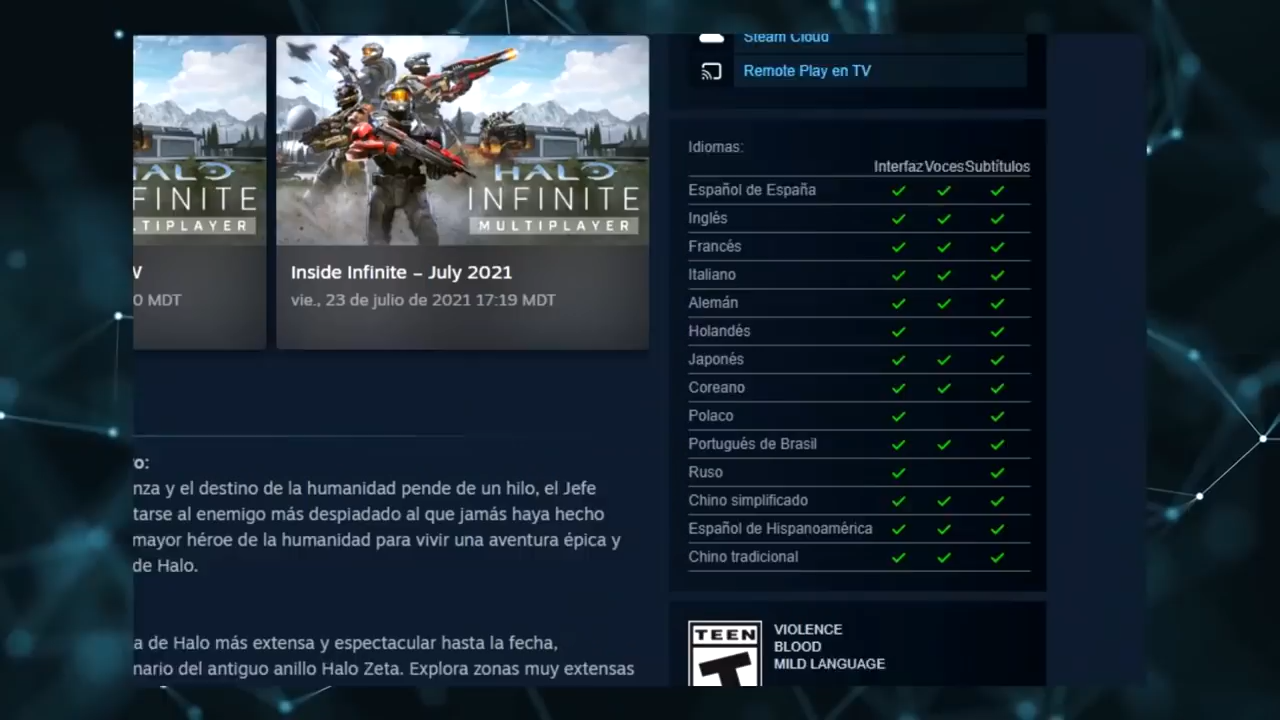 HALO
FINITE
LTIPLAYER
0 MDT
HALO
INFINITE
MULTIPLAYER
Inside Infinite – July 2021
vie., 23 de julio de 2021 17:19 MDT
o:
nza y el destino de la humanidad pende de un hilo, el Jefe
tarse al enemigo más despiadado al que jamás haya hecho
mayor héroe de la humanidad para vivir una aventura épica y
de Halo.
a de Halo más extensa y espectacular hasta la fecha,
mario del antiguo anillo Halo Zeta. Explora zonas muy extensas
Steam Cloud
Remote Play en TV
Idiomas:
Interfaz Voces Subtítulos
Español de España
Inglés
Francés
Italiano
Alemán
Holandés
Japonés
Coreano
Polaco
Portugués de Brasil
Ruso
Chino simplificado
Español de Hispanoamérica
Chino tradicional
TEEN
T
VIOLENCE
BLOOD
MILD LANGUAGE